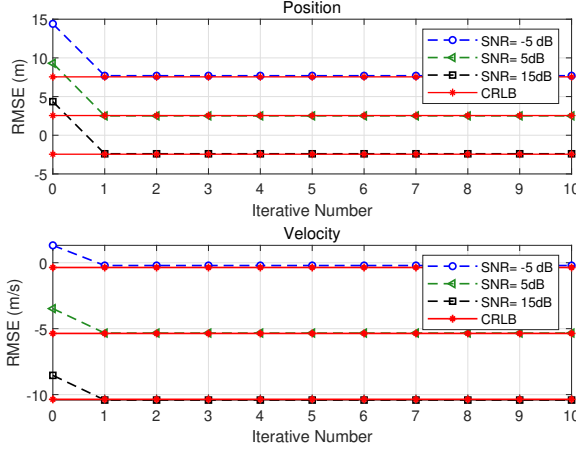 Position
15
10
5
0
-5
RMSE (m)
SNR= -5 dB
SNR= 5dB
SNR= 15dB
CRLB
0 1 2 3 4 5 6 7 8 9 10
Iterative Number
Velocity
0
-5
-10
RMSE (m/s)
SNR= -5 dB
SNR= 5dB
SNR= 15dB
CRLB
0 1 2 3 4 5 6 7 8 9 10
Iterative Number